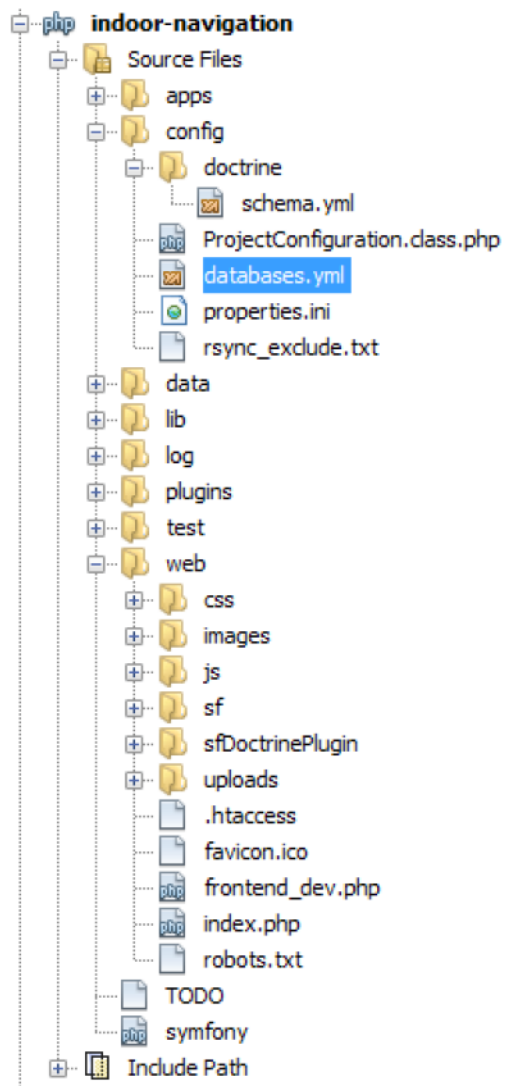 indoor-navigation
Source Files
apps
config
doctrine
schema.yml
ProjectConfiguration.class.php
databases.yml
properties.ini
rsync_exclude.txt
data
lib
log
plugins
test
web
css
images
js
sf
sfDoctrinePlugin
uploads
.htaccess
favicon.ico
frontend_dev.php
index.php
robots.txt
TODO
symfony
Include Path